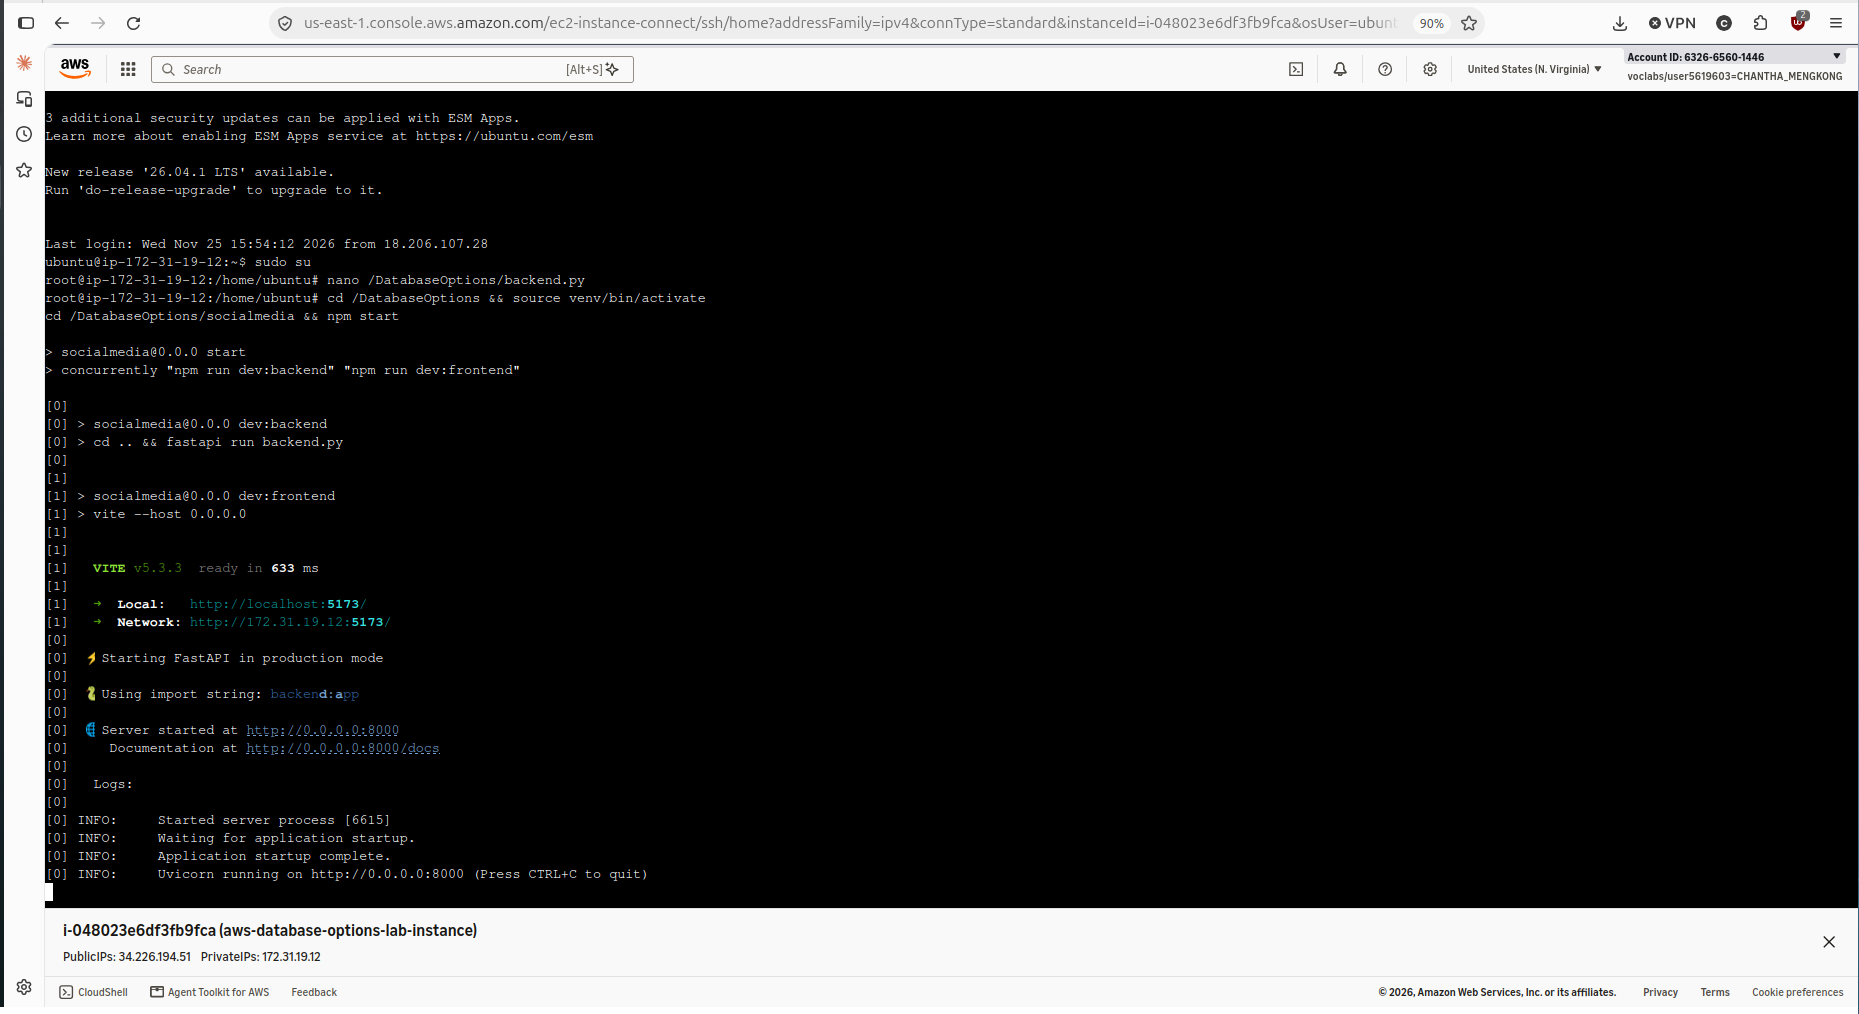 us-east-1.console.aws.amazon.com/ec2-instance-connect/ssh/home?addressFamily=ipv4&connType=standard&instanceId=i-048023e6df3fb9fca&osUser=ubunt
90%
VPN
C
2
aws
Search
[Alt+S]
United States (N. Virginia)
Account ID: 6326-6560-1446
voclabs/user5619603=CHANTHA_MENGKONG
3 additional security updates can be applied with ESM Apps.
Learn more about enabling ESM Apps service at https://ubuntu.com/esm
New release '26.04.1 LTS' available.
Run 'do-release-upgrade' to upgrade to it.
Last login: Wed Nov 25 15:54:12 2026 from 18.206.107.28
ubuntu@ip-172-31-19-12:~$ sudo su
root@ip-172-31-19-12:/home/ubuntu# nano /DatabaseOptions/backend.py
root@ip-172-31-19-12:/home/ubuntu# cd /DatabaseOptions && source venv/bin/activate
cd /DatabaseOptions/socialmedia && npm start
> socialmedia@0.0.0 start
> concurrently "npm run dev:backend" "npm run dev:frontend"
[0]
[0] > socialmedia@0.0.0 dev:backend
[0] > cd .. && fastapi run backend.py
[0]
[1]
[1] > socialmedia@0.0.0 dev:frontend
[1] > vite --host 0.0.0.0
[1]
[1]
[1] VITE v5.3.3 ready in 633 ms
[1]
[1] ➜ Local: http://localhost:5173/
[1] ➜ Network: http://172.31.19.12:5173/
[0]
[0] ⚡Starting FastAPI in production mode
[0]
[0] 🐍Using import string: backend:app
[0]
[0] 🌐Server started at http://0.0.0.0:8000
[0] Documentation at http://0.0.0.0:8000/docs
[0]
[0] Logs:
[0]
[0] INFO: Started server process [6615]
[0] INFO: Waiting for application startup.
[0] INFO: Application startup complete.
[0] INFO: Uvicorn running on http://0.0.0.0:8000 (Press CTRL+C to quit)
i-048023e6df3fb9fca (aws-database-options-lab-instance)
PublicIPs: 34.226.194.51 PrivateIPs: 172.31.19.12
CloudShell Agent Toolkit for AWS Feedback © 2026, Amazon Web Services, Inc. or its affiliates. Privacy Terms Cookie preferences